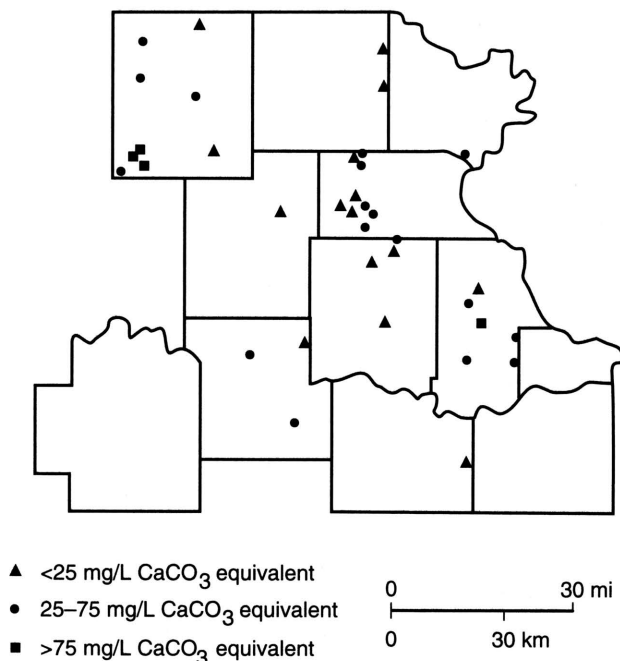 <25 mg/L CaCO3 equivalent
25–75 mg/L CaCO3 equivalent
>75 mg/L CaCO3 equivalent
0 30 mi
0 30 km